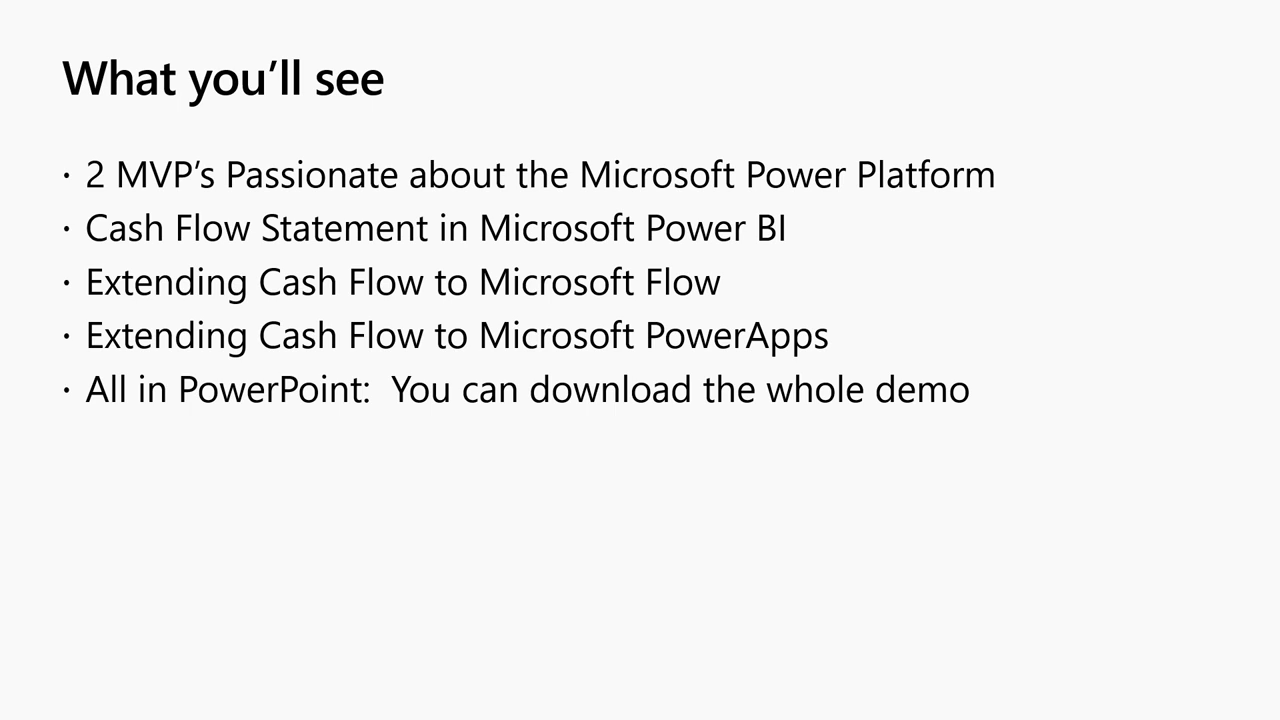 What you’ll see
· 2 MVP’s Passionate about the Microsoft Power Platform
· Cash Flow Statement in Microsoft Power BI
· Extending Cash Flow to Microsoft Flow
· Extending Cash Flow to Microsoft PowerApps
· All in PowerPoint:  You can download the whole demo